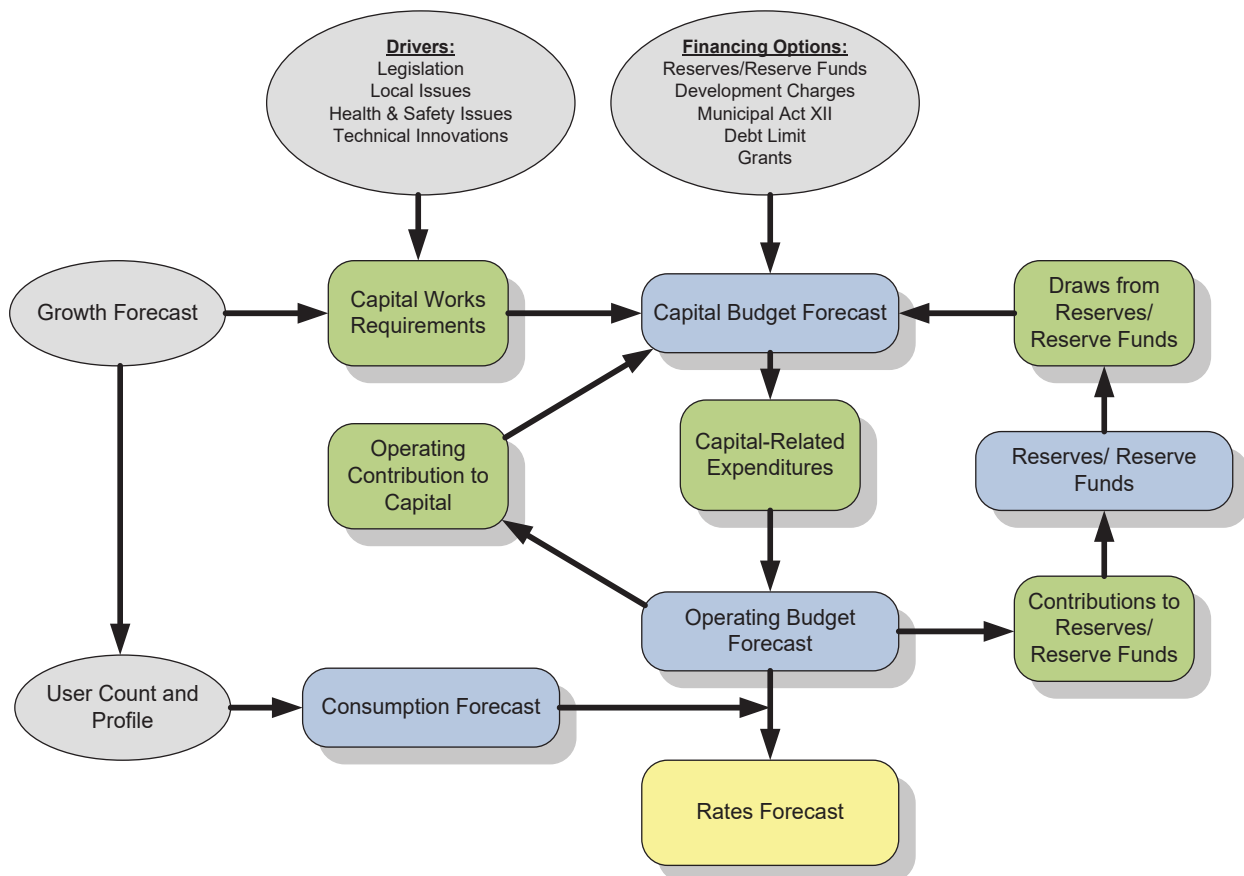 Drivers:
Legislation
Local Issues
Health & Safety Issues
Technical Innovations
Financing Options:
Reserves/Reserve Funds
Development Charges
Municipal Act XII
Debt Limit
Grants
Growth Forecast
Capital Works
Requirements
Capital Budget Forecast
Draws from
Reserves/
Reserve Funds
Operating
Contribution to
Capital
Capital-Related
Expenditures
Reserves/ Reserve
Funds
Operating Budget
Forecast
Contributions to
Reserves/
Reserve Funds
User Count and
Profile
Consumption Forecast
Rates Forecast